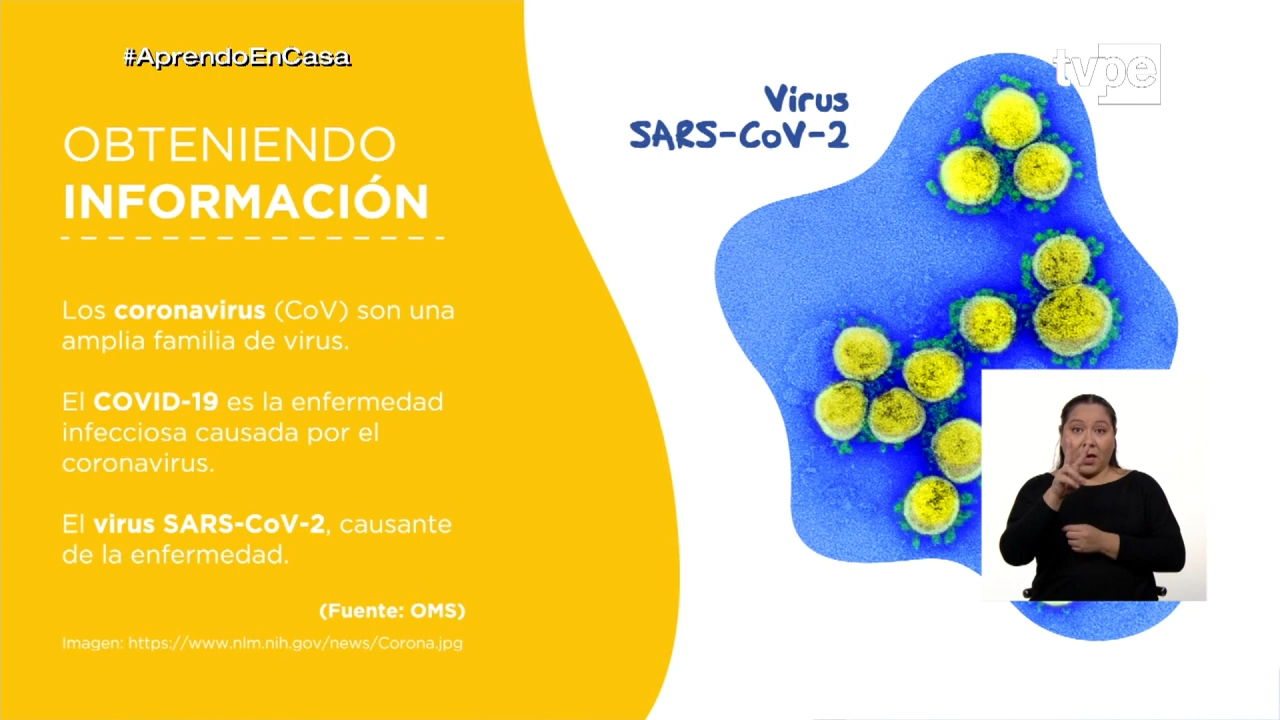 #AprendoEnCasa
tvpe
OBTENIENDO
INFORMACIÓN
Virus
SARS-CoV-2
Los coronavirus (CoV) son una
amplia familia de virus.
El COVID-19 es la enfermedad
infecciosa causada por el
coronavirus.
El virus SARS-CoV-2, causante
de la enfermedad.
(Fuente: OMS)
Imagen: https://www.nlm.nih.gov/news/Corona.jpg